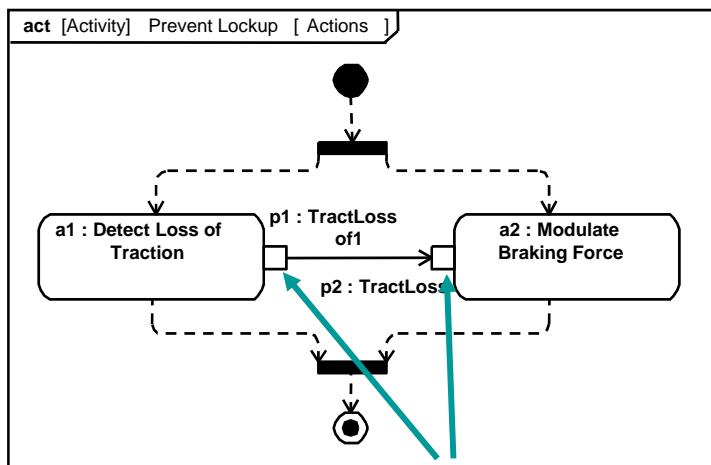 act [Activity] Prevent Lockup [ Actions ]
a1 : Detect Loss of
Traction
p1 : TractLoss
of1
p2 : TractLoss
a2 : Modulate
Braking Force